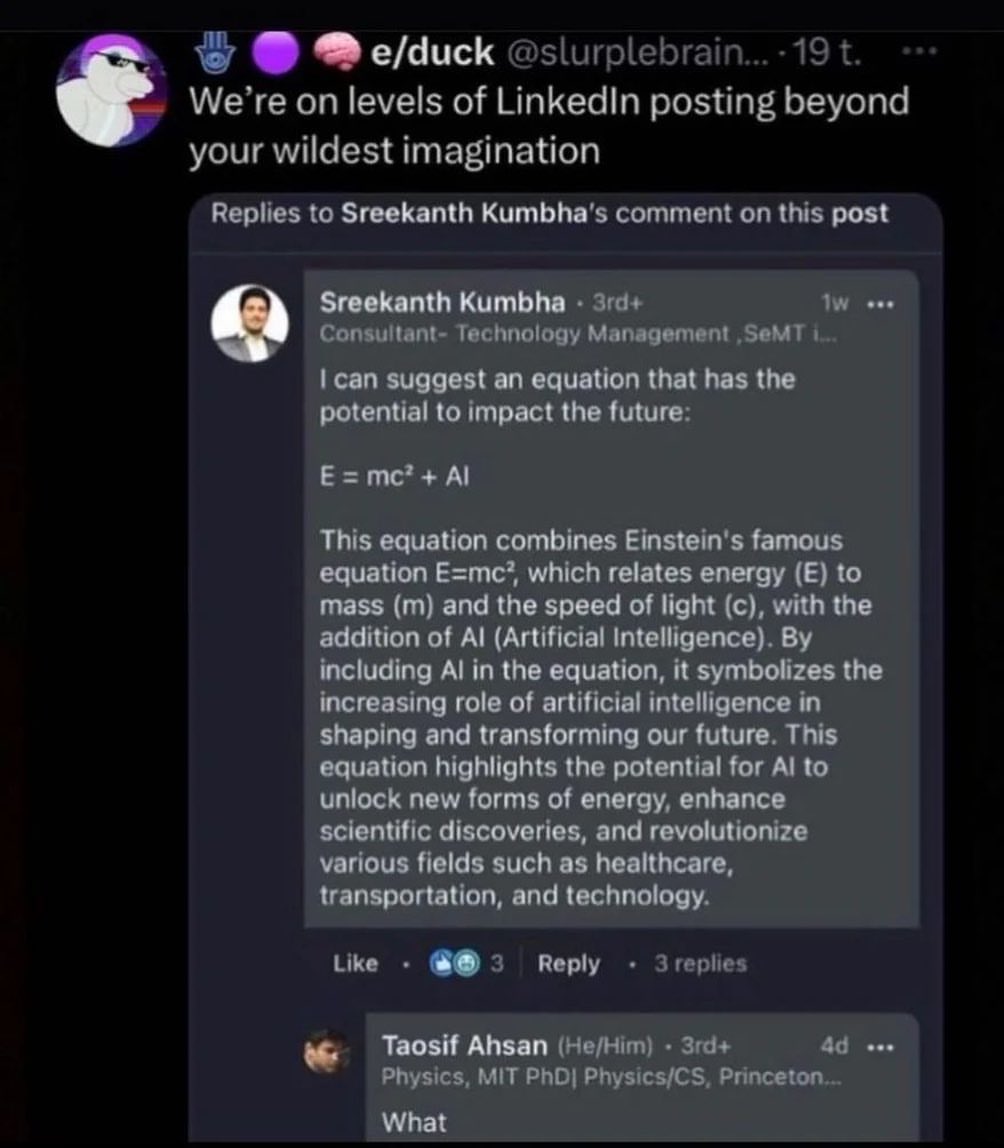 e/duck @slurplebrain... · 19 t. ...
We're on levels of LinkedIn posting beyond
your wildest imagination
Replies to Sreekanth Kumbha's comment on this post
Sreekanth Kumbha · 3rd+ 1w ...
Consultant- Technology Management ,SeMT i...
I can suggest an equation that has the
potential to impact the future:
E = mc² + AI
This equation combines Einstein's famous
equation E=mc², which relates energy (E) to
mass (m) and the speed of light (c), with the
addition of AI (Artificial Intelligence). By
including AI in the equation, it symbolizes the
increasing role of artificial intelligence in
shaping and transforming our future. This
equation highlights the potential for AI to
unlock new forms of energy, enhance
scientific discoveries, and revolutionize
various fields such as healthcare,
transportation, and technology.
Like · 3 | Reply · 3 replies
Taosif Ahsan (He/Him) · 3rd+ 4d ...
Physics, MIT PhD| Physics/CS, Princeton...
What